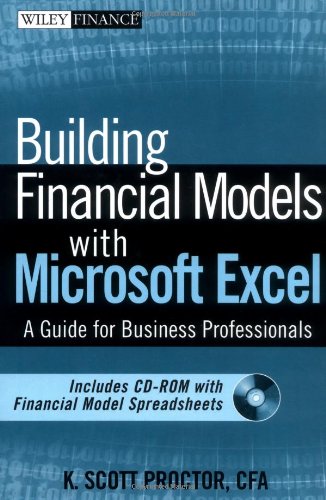 WILEY FINANCE
Building
Financial Models
with
Microsoft Excel
A Guide for Business Professionals
Includes CD-ROM with
Financial Model Spreadsheets
K. SCOTT PROCTOR, CFA